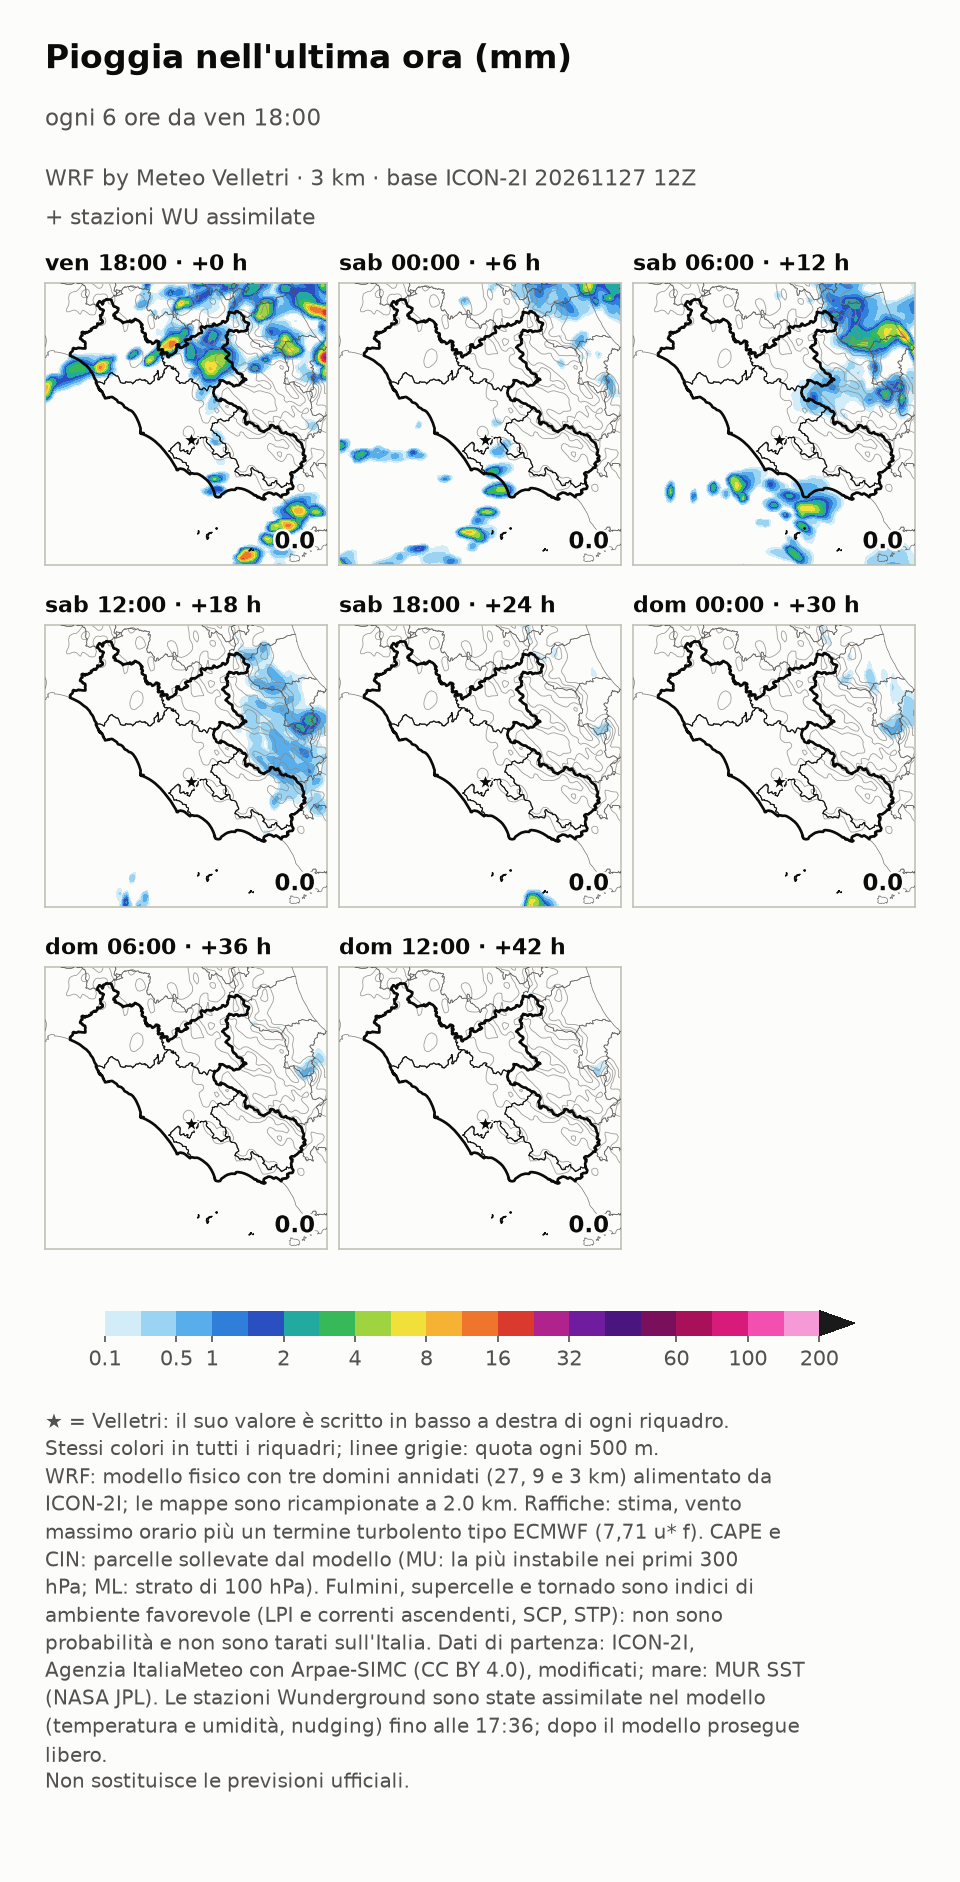 Pioggia nell'ultima ora (mm)
ogni 6 ore da ven 18:00
WRF by Meteo Velletri · 3 km · base ICON-2I 20261127 12Z
+ stazioni WU assimilate
ven 18:00 · +0 h
sab 00:00 · +6 h
sab 06:00 · +12 h
0.0
0.0
0.0
sab 12:00 · +18 h
sab 18:00 · +24 h
dom 00:00 · +30 h
0.0
0.0
0.0
dom 06:00 · +36 h
dom 12:00 · +42 h
0.0
0.0
0.1 0.5 1 2 4 8 16 32 60 100 200
★ = Velletri: il suo valore è scritto in basso a destra di ogni riquadro.
Stessi colori in tutti i riquadri; linee grigie: quota ogni 500 m.
WRF: modello fisico con tre domini annidati (27, 9 e 3 km) alimentato da
ICON-2I; le mappe sono ricampionate a 2.0 km. Raffiche: stima, vento
massimo orario più un termine turbolento tipo ECMWF (7,71 u* f). CAPE e
CIN: parcelle sollevate dal modello (MU: la più instabile nei primi 300
hPa; ML: strato di 100 hPa). Fulmini, supercelle e tornado sono indici di
ambiente favorevole (LPI e correnti ascendenti, SCP, STP): non sono
probabilità e non sono tarati sull'Italia. Dati di partenza: ICON-2I,
Agenzia ItaliaMeteo con Arpae-SIMC (CC BY 4.0), modificati; mare: MUR SST
(NASA JPL). Le stazioni Wunderground sono state assimilate nel modello
(temperatura e umidità, nudging) fino alle 17:36; dopo il modello prosegue
libero.
Non sostituisce le previsioni ufficiali.